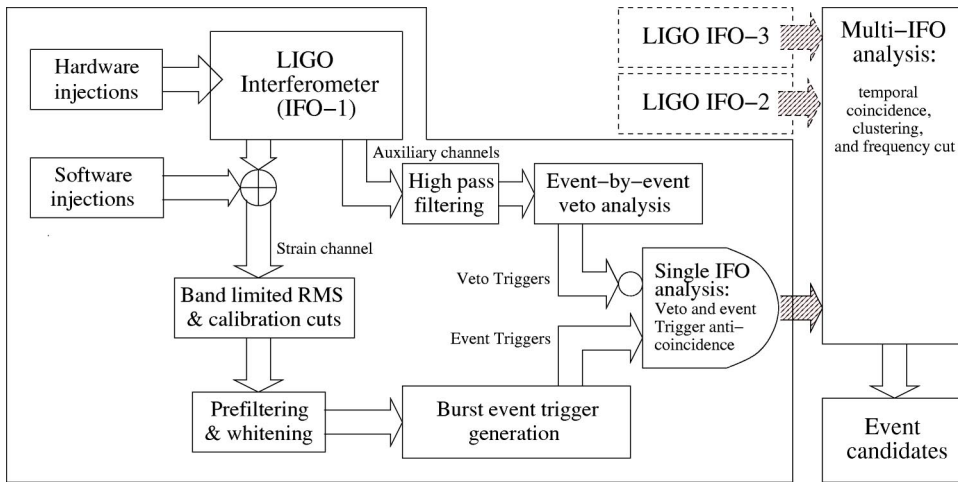 Hardware
injections
LIGO
Interferometer
(IFO−1)
LIGO IFO−3
LIGO IFO−2
Multi−IFO
analysis:
temporal
coincidence,
clustering,
and frequency cut
Software
injections
Auxiliary channels
High pass
filtering
Event−by−event
veto analysis
Strain channel
Veto Triggers
Single IFO
analysis:
Veto and event
Trigger anti−
coincidence
Band limited RMS
& calibration cuts
Event Triggers
Prefiltering
& whitening
Burst event trigger
generation
Event
candidates